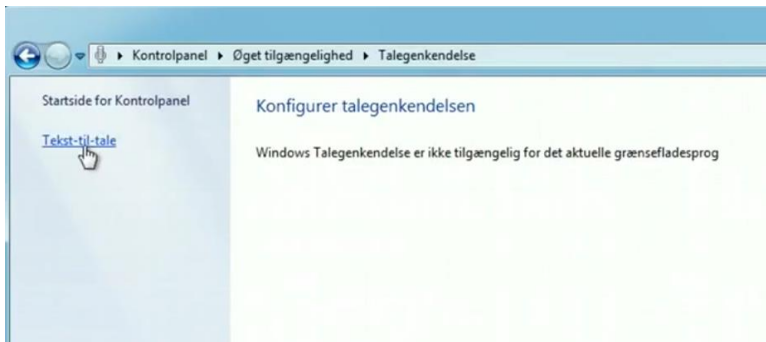 Kontrolpanel ▸ Øget tilgængelighed ▸ Talegenkendelse
Startside for Kontrolpanel
Tekst-til-tale
Konfigurer talegenkendelsen
Windows Talegenkendelse er ikke tilgængelig for det aktuelle grænsefladesprog